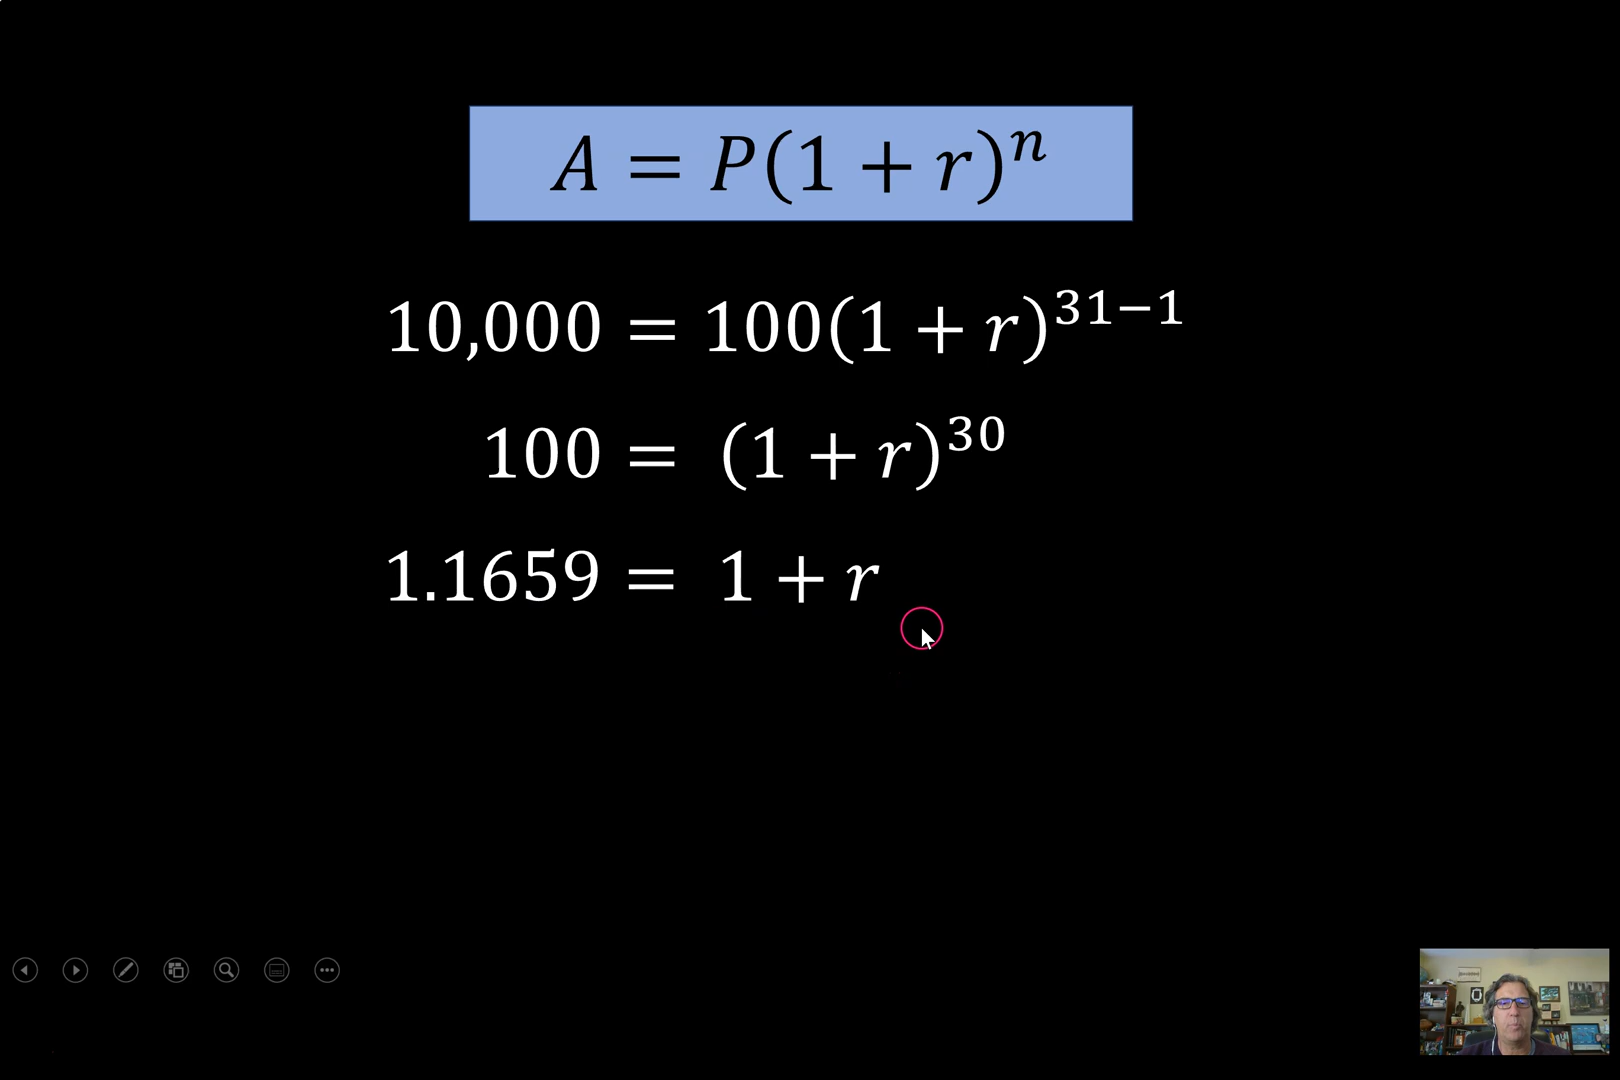 A = P(1 + r)^n
10,000 = 100(1 + r)^{31−1}
100 = (1 + r)^{30}
1.1659 = 1 + r